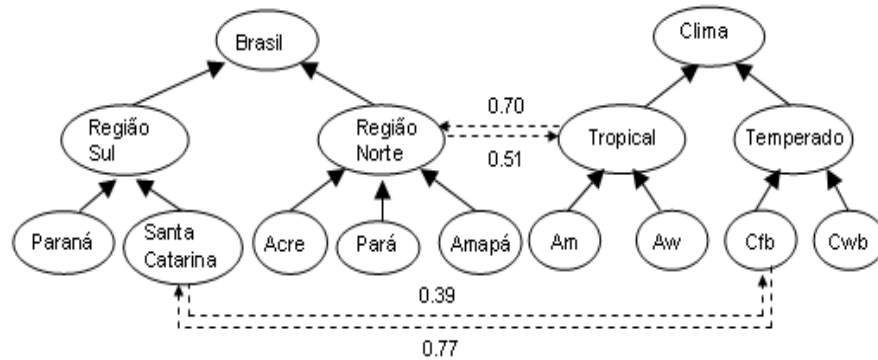 Brasil
Clima
Região
Sul
Região
Norte
0.70
0.51
Tropical
Temperado
Paraná
Santa
Catarina
Acre
Pará
Amapá
Am
Aw
Cfb
Cwb
0.39
0.77